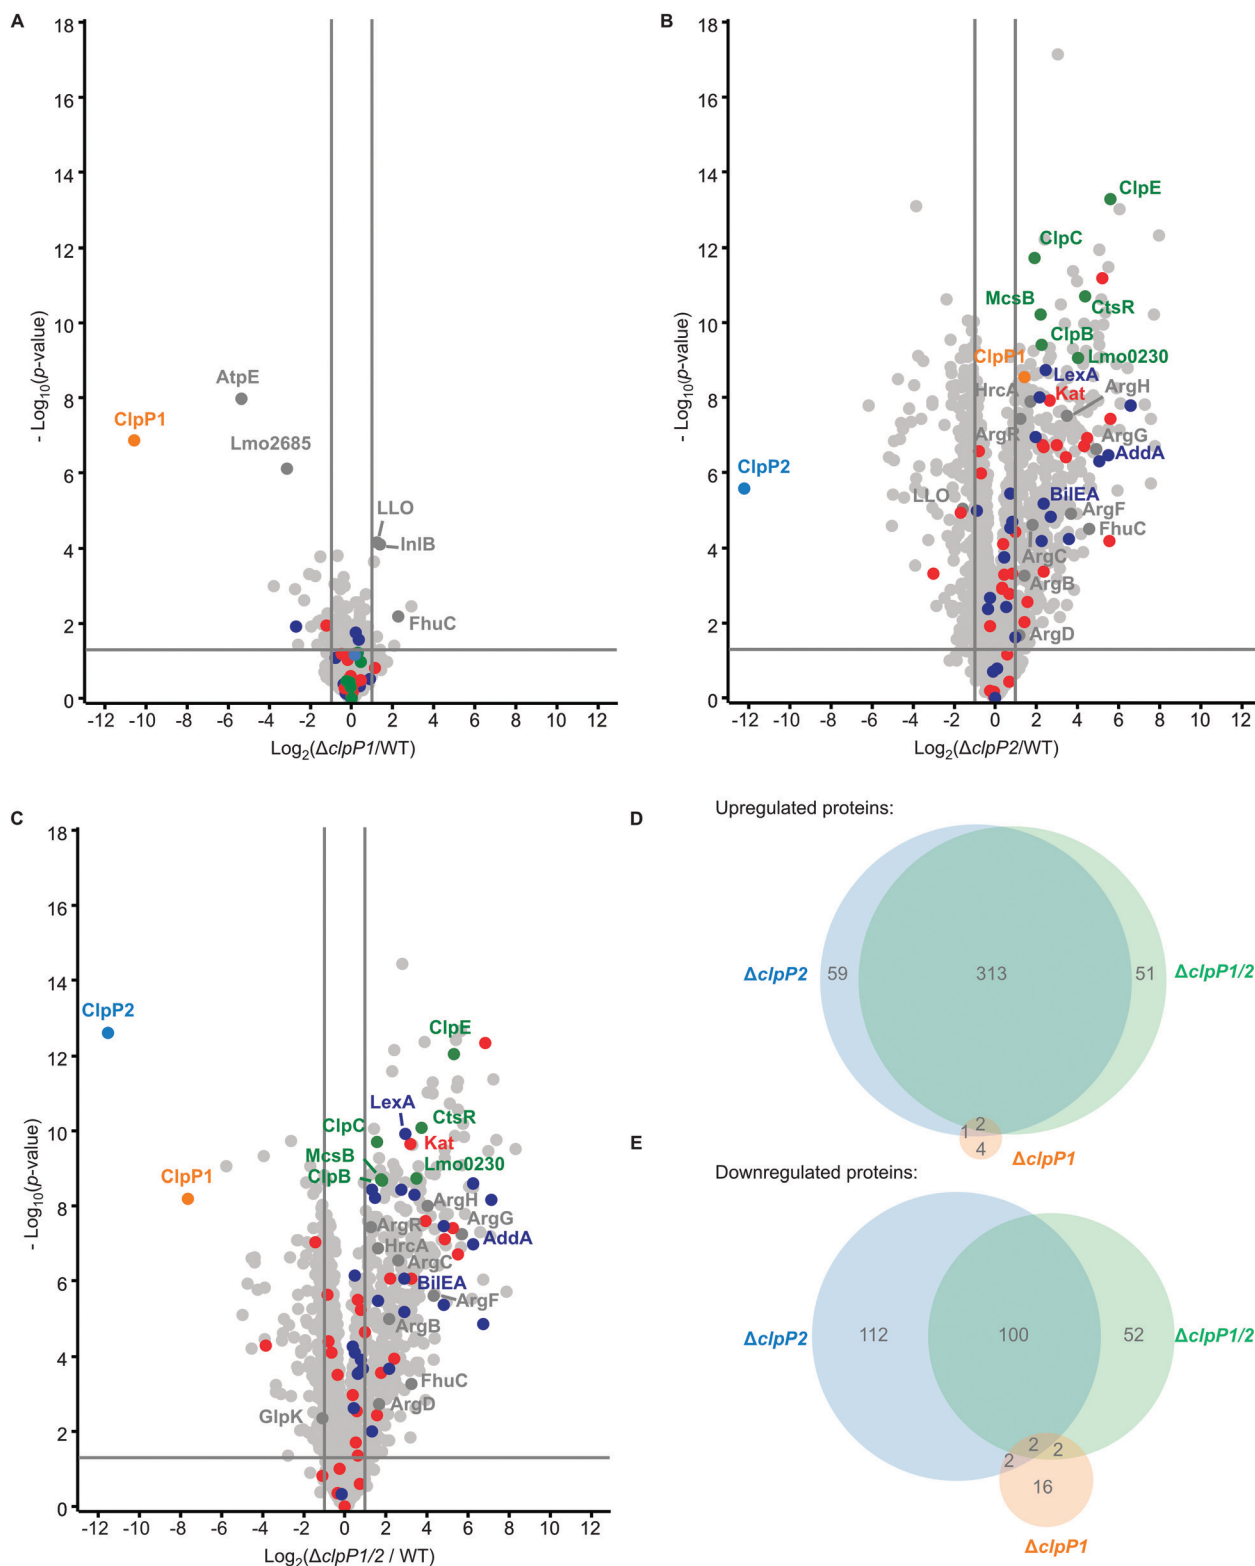 A
18
16
14
12
10
8
6
4
2
0
- Log10(p-value)
AtpE
ClpP1
Lmo2685
LLO
InlB
FhuC
-12 -10 -8 -6 -4 -2 0 2 4 6 8 10 12
Log2(ΔclpP1/WT)
B
18
16
14
12
10
8
6
4
2
0
- Log10(p-value)
ClpE
ClpC
McsB
CtsR
ClpB
ClpP1
Lmo0230
LexA
ArgH
HrcA
Kat
ArgR
ArgG
AddA
ClpP2
LLO
BilEA
ArgF
FhuC
ArgC
ArgB
ArgD
-12 -10 -8 -6 -4 -2 0 2 4 6 8 10 12
Log2(ΔclpP2/WT)
C
18
16
14
12
10
8
6
4
2
0
- Log10(p-value)
ClpP2
ClpE
LexA
ClpC
CtsR
Kat
McsB
Lmo0230
ClpP1
ClpB
ArgH
ArgR
ArgG
HrcA
AddA
ArgC
BilEA
ArgF
ArgB
FhuC
GlpK
ArgD
-12 -10 -8 -6 -4 -2 0 2 4 6 8 10 12
Log2(ΔclpP1/2 / WT)
Upregulated proteins:
D
ΔclpP2
59
313
51
ΔclpP1/2
2
1
4
ΔclpP1
E
Downregulated proteins:
ΔclpP2
112
100
52
ΔclpP1/2
2
2
2
16
ΔclpP1